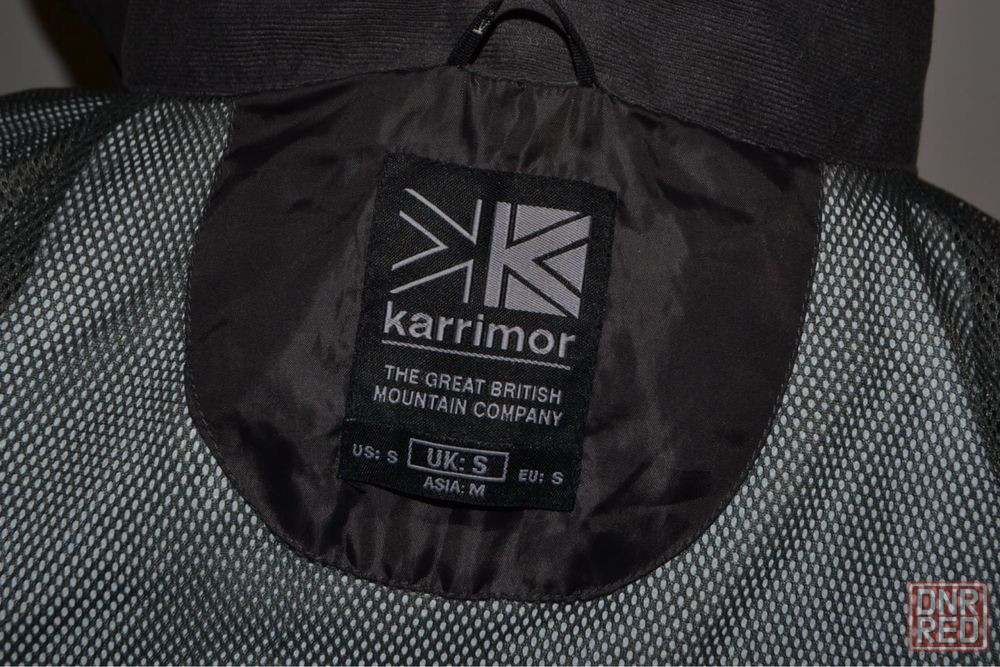 karrimor
THE GREAT BRITISH
MOUNTAIN COMPANY
US: S
UK: S
EU: S
ASIA: M
DNR
RED